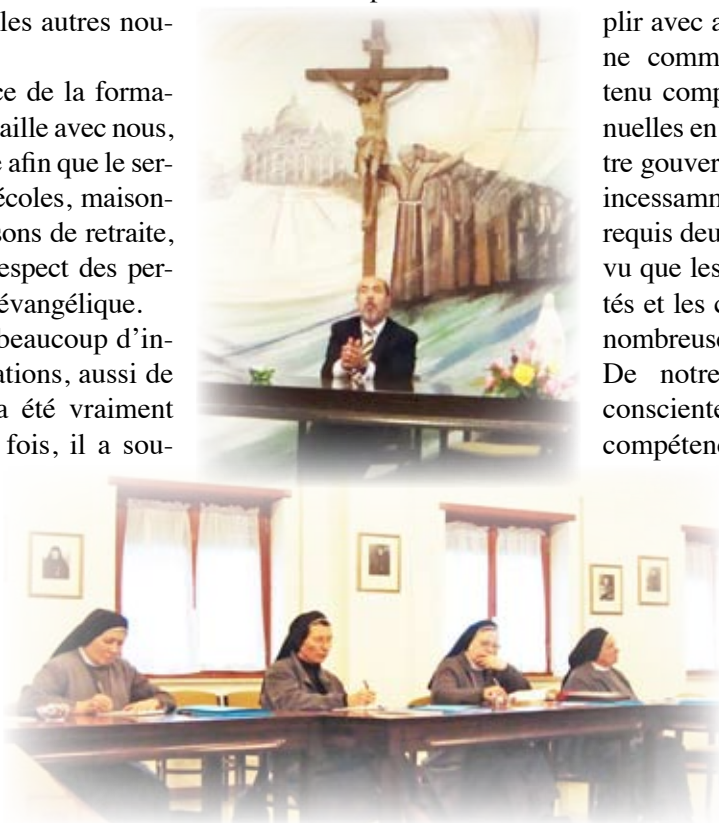 les autres nou-
ce de la forma-
aille avec nous,
e afin que le ser-
écoles, maison-
sons de retraite,
espect des per-
évangélique.
beaucoup d'in-
ations, aussi de
a été vraiment
fois, il a sou-
plir avec a
ne comm
tenu comp
nuelles en
tre gouver
incessamm
requis deu
vu que les
tés et les c
nombreuse
De notre
consciente
compétenc